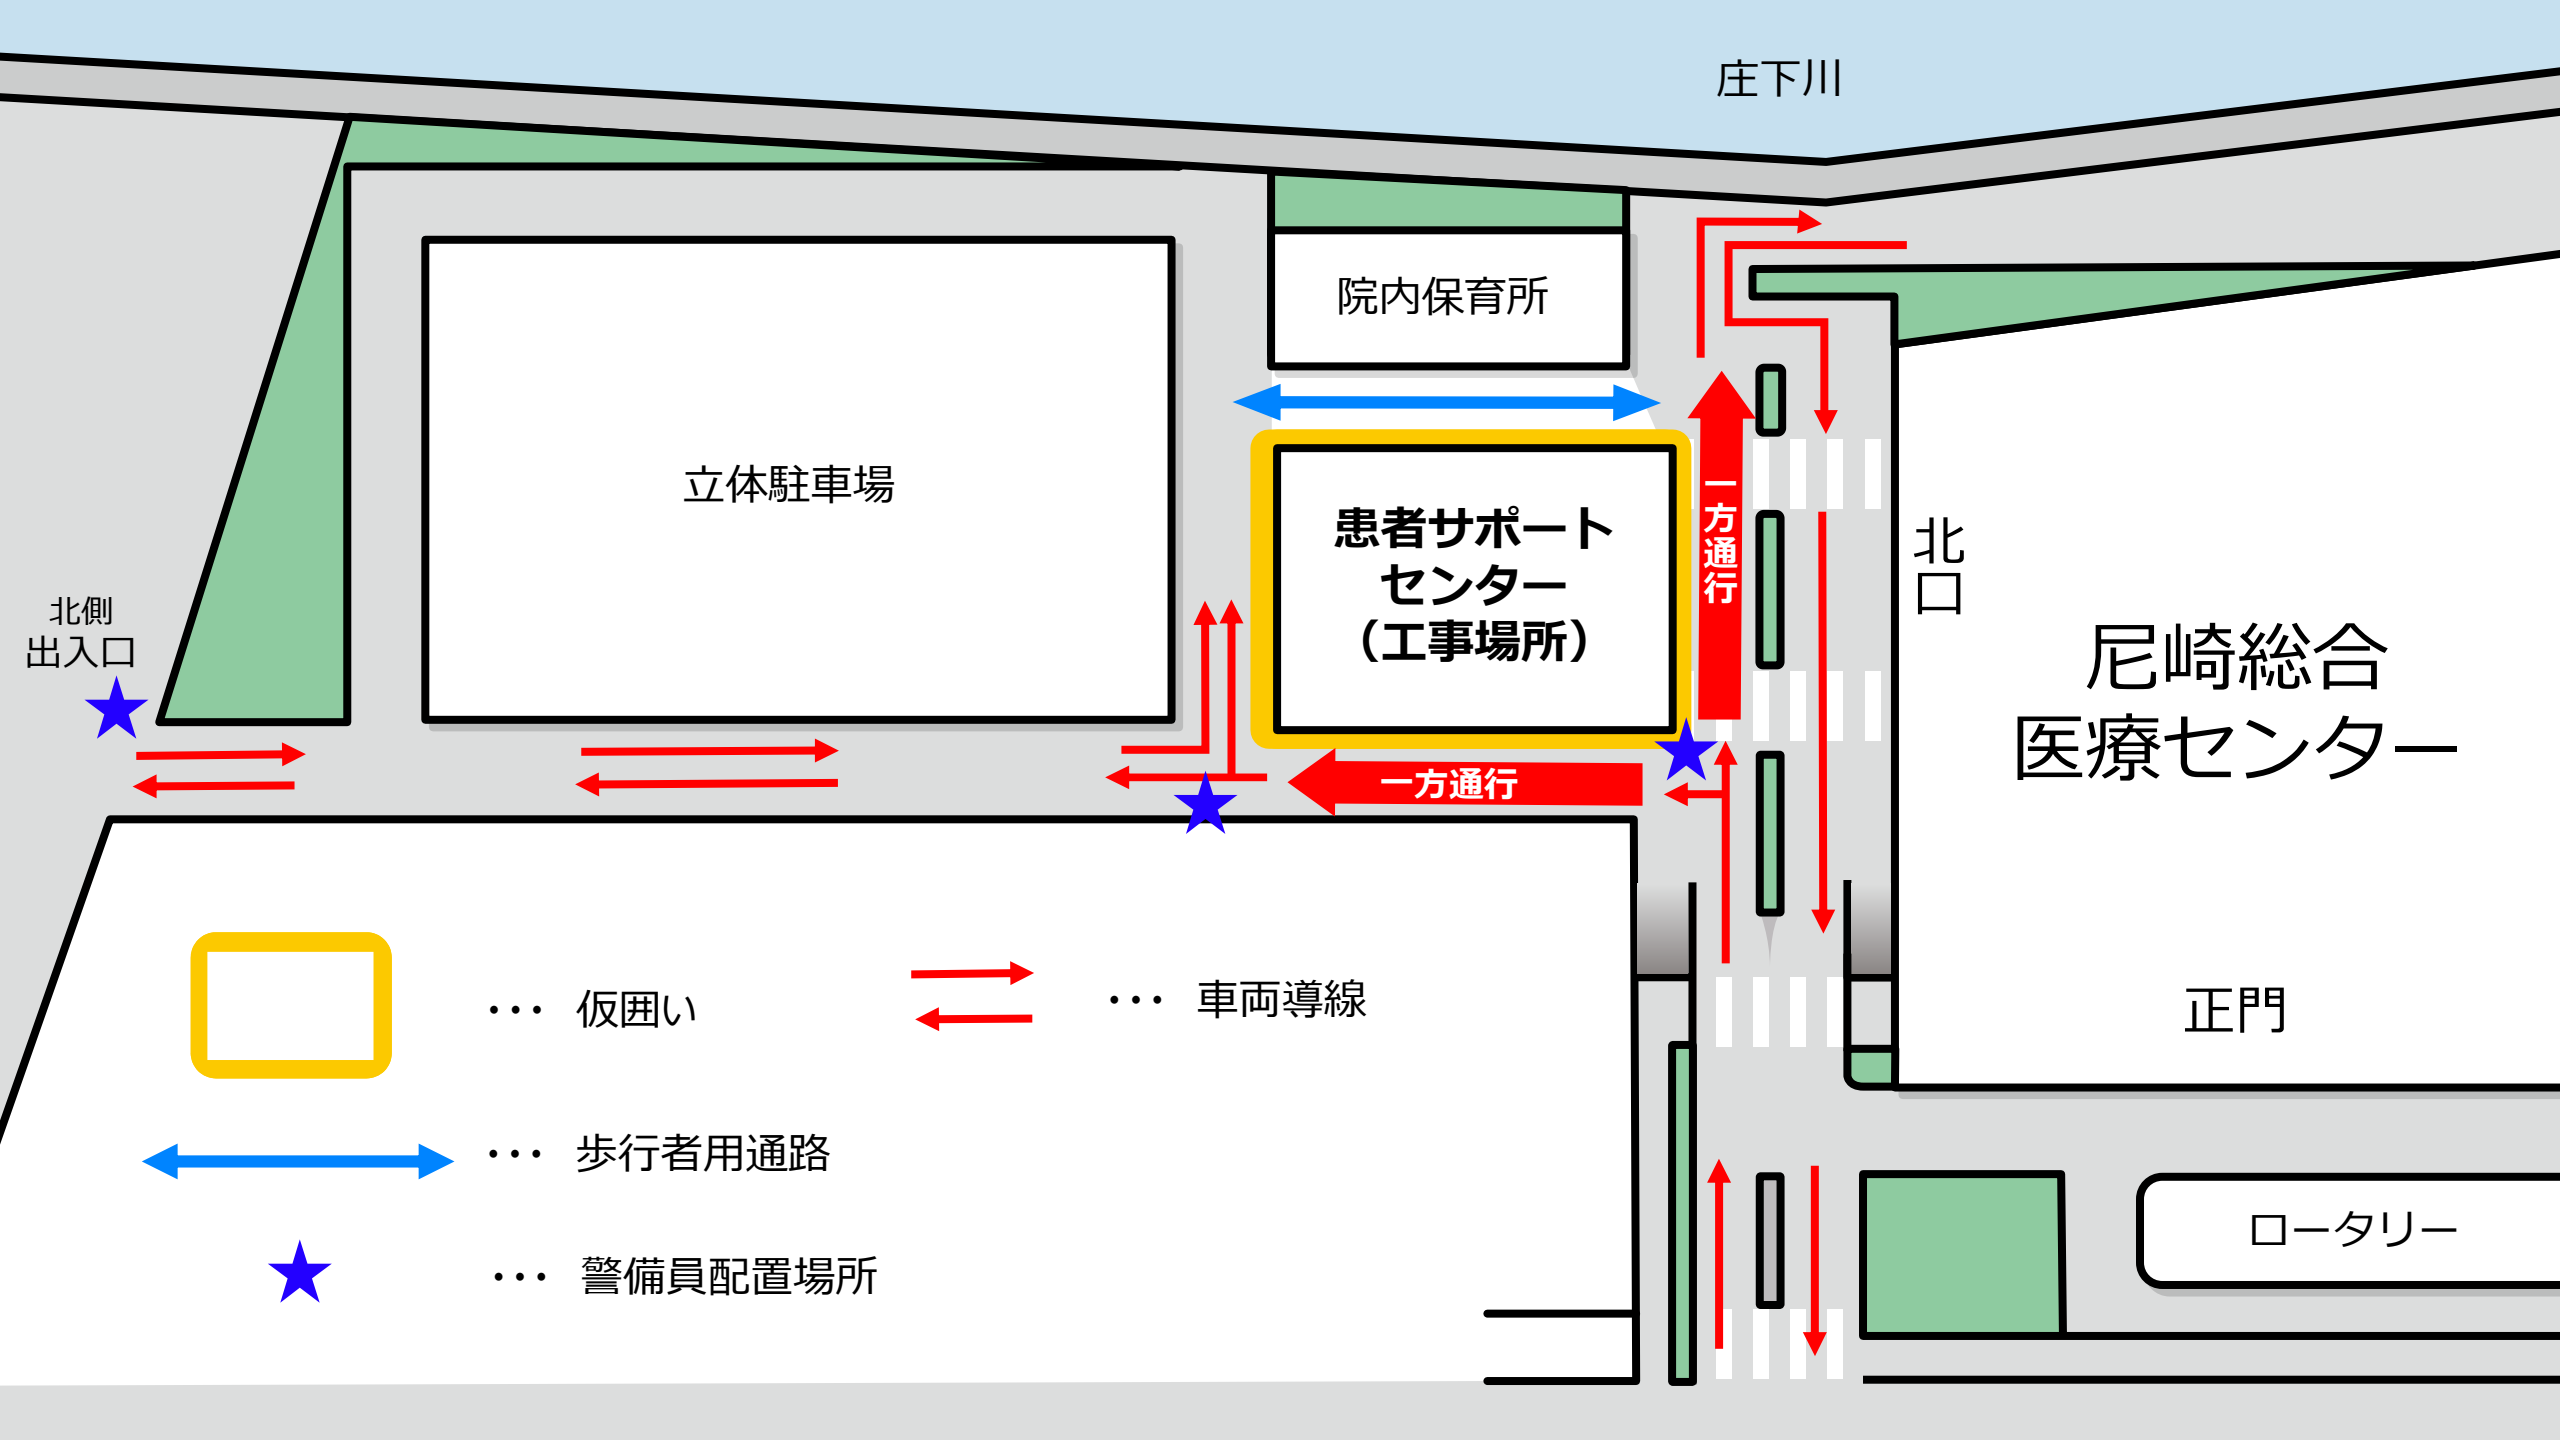 庄下川
院内保育所
立体駐車場
患者サポート
センター
（工事場所）
一方通行
北口
北側
出入口
尼崎総合
医療センター
一方通行
正門
･･･ 仮囲い
･･･ 車両導線
･･･ 歩行者用通路
･･･ 警備員配置場所
ロータリー